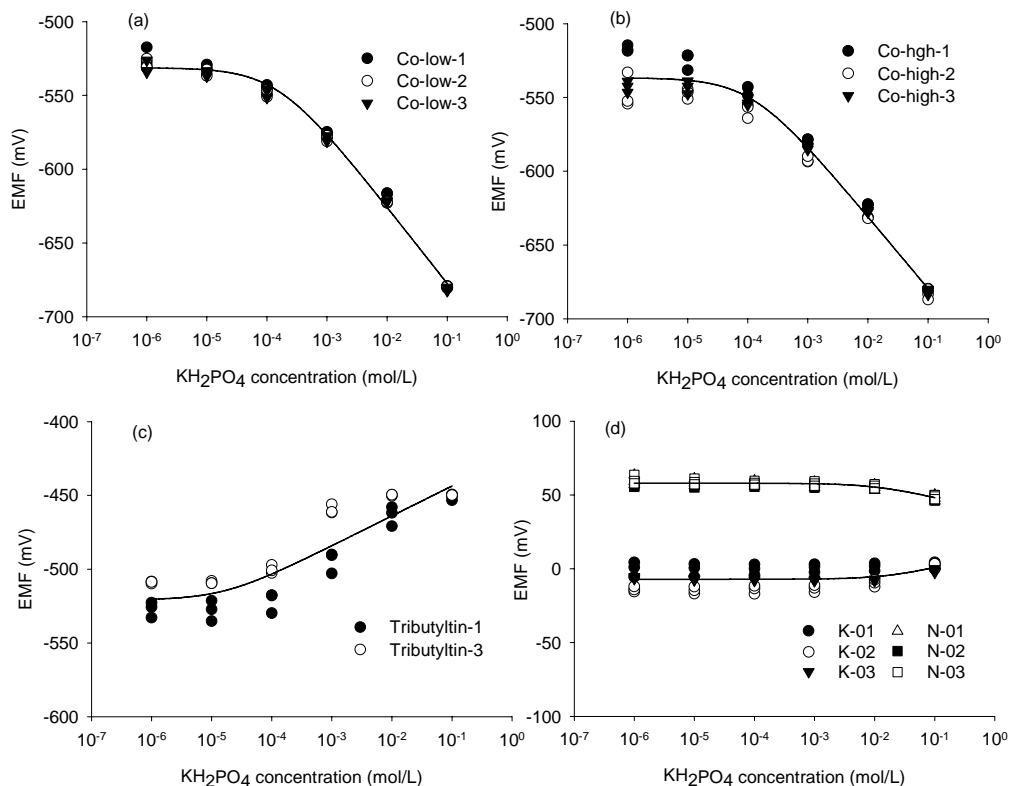 (a)
-500
-550
-600
-650
-700
EMF (mV)
Co-low-1
Co-low-2
Co-low-3
10-7 10-6 10-5 10-4 10-3 10-2 10-1 100
KH2PO4 concentration (mol/L)
(b)
-500
-550
-600
-650
-700
EMF (mV)
Co-hgh-1
Co-high-2
Co-high-3
10-7 10-6 10-5 10-4 10-3 10-2 10-1 100
KH2PO4 concentration (mol/L)
(c)
-400
-450
-500
-550
-600
EMF (mV)
Tributyltin-1
Tributyltin-3
10-7 10-6 10-5 10-4 10-3 10-2 10-1 100
KH2PO4 concentration (mol/L)
(d)
100
50
0
-50
-100
EMF (mV)
K-01 N-01
K-02 N-02
K-03 N-03
10-7 10-6 10-5 10-4 10-3 10-2 10-1 100
KH2PO4 concentration (mol/L)